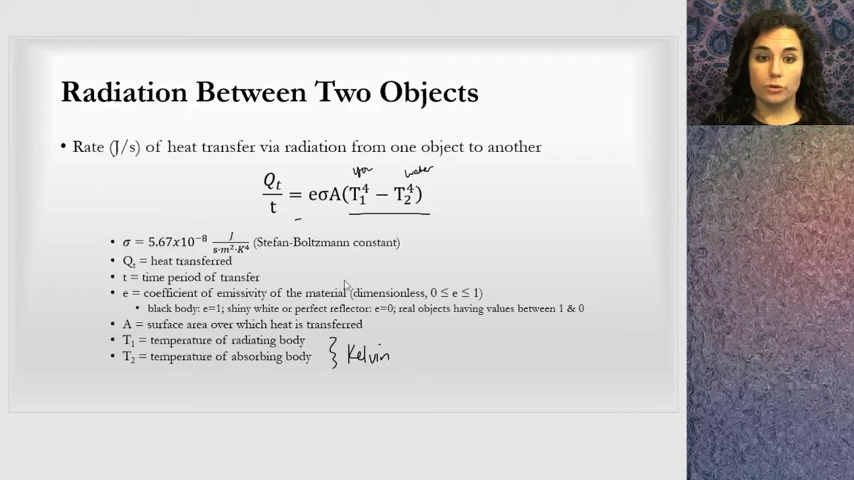 Radiation Between Two Objects
• Rate (J/s) of heat transfer via radiation from one object to another
you water
Qₜ/t = eσA(T₁⁴ − T₂⁴)
• σ = 5.67x10⁻⁸ J/s·m²·K⁴ (Stefan-Boltzmann constant)
• Qₜ = heat transferred
• t = time period of transfer
• e = coefficient of emissivity of the material (dimensionless, 0 ≤ e ≤ 1)
• black body: e=1; shiny white or perfect reflector: e=0; real objects having values between 1 & 0
• A = surface area over which heat is transferred
• T₁ = temperature of radiating body
• T₂ = temperature of absorbing body } Kelvin